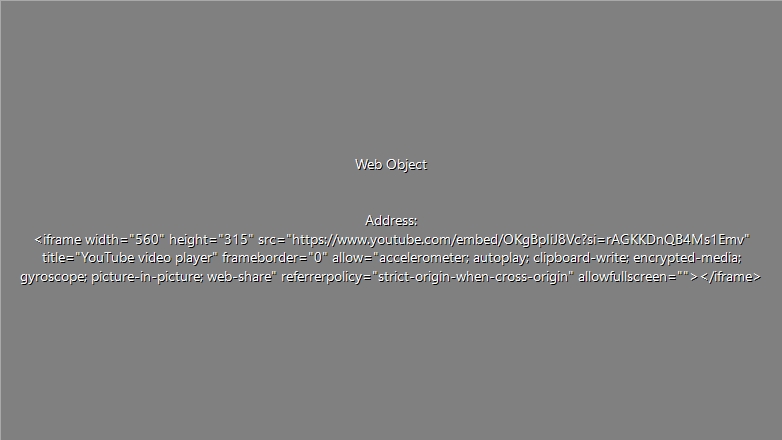 Web Object
Address:
<iframe width="560" height="315" src="https://www.youtube.com/embed/OKgBpIiJ8Vc?si=rAGKKDnQB4Ms1Emv"
title="YouTube video player" frameborder="0" allow="accelerometer; autoplay; clipboard-write; encrypted-media;
gyroscope; picture-in-picture; web-share" referrerpolicy="strict-origin-when-cross-origin" allowfullscreen=""></iframe>